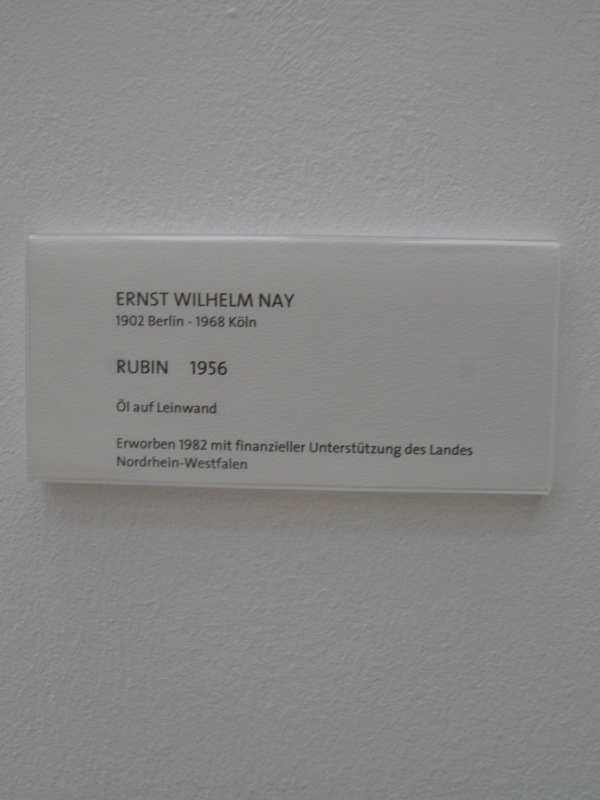 ERNST WILHELM NAY
1902 Berlin - 1968 Köln
RUBIN 1956
Öl auf Leinwand
Erworben 1982 mit finanzieller Unterstützung des Landes
Nordrhein-Westfalen